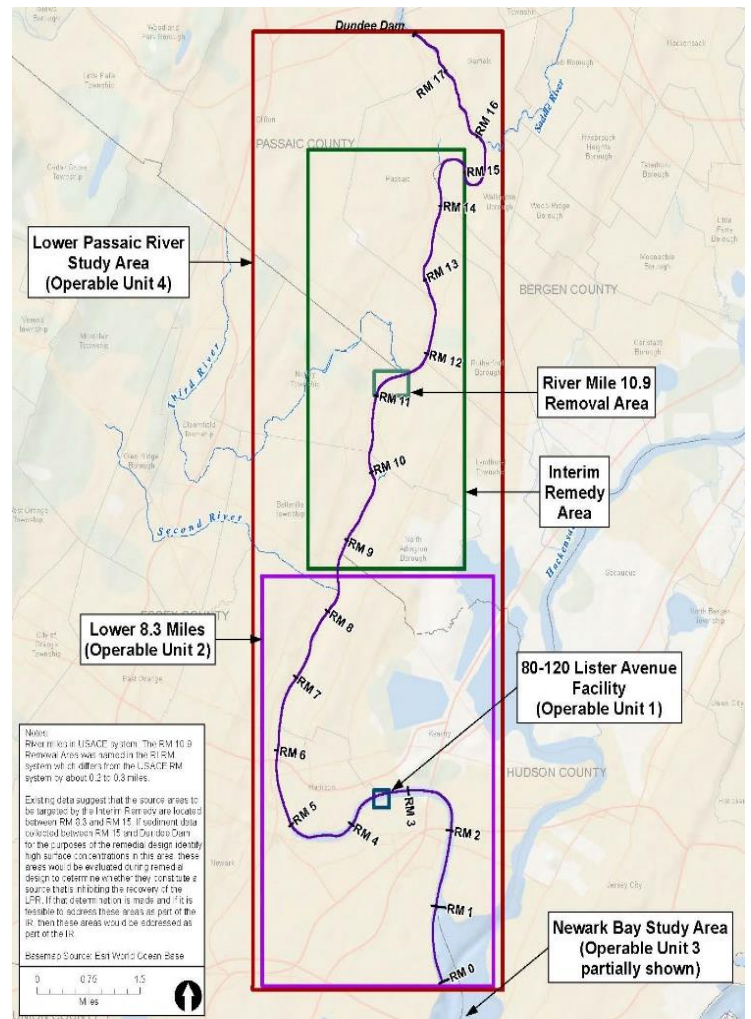 Dundee Dam
RM 17
RM 16
Saddle River
PASSAIC COUNTY
RM 15
RM 14
Lower Passaic River
Study Area
(Operable Unit 4)
RM 13
BERGEN COUNTY
Third River
RM 12
River Mile 10.9
Removal Area
RM 11
RM 10
Interim
Remedy
Area
Second River
RM 9
ESSEX COUNTY
RM 8
Lower 8.3 Miles
(Operable Unit 2)
80-120 Lister Avenue
Facility
(Operable Unit 1)
RM 7
RM 6
HUDSON COUNTY
RM 5
RM 4
RM 3
RM 2
Newark
Jersey City
RM 1
Newark Bay Study Area
(Operable Unit 3
partially shown)
RM 0
Notes:
River miles in USACE system. The RM 10.9
Removal Area was named in the RI RM
system which differs from the USACE RM
system by about 0.2 to 0.3 miles.
Existing data suggest that the source areas to
be targeted by the Interim Remedy are located
between RM 8.3 and RM 15. If sediment data
collected between RM 15 and Dundee Dam
for the purposes of the remedial design identify
high surface concentrations in this area, these
areas would be evaluated during remedial
design to determine whether they constitute a
source that is inhibiting the recovery of the
LPR. If that determination is made and if it is
feasible to address these areas as part of the
IR, then these areas would be addressed as
part of the IR.
Basemap Source: Esri World Ocean Base
0 0.75 1.5
Miles